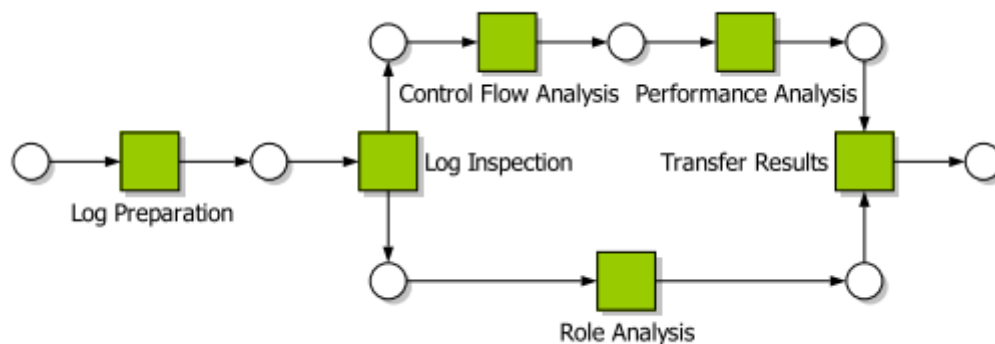 Control Flow Analysis
Performance Analysis
Log Inspection
Transfer Results
Log Preparation
Role Analysis